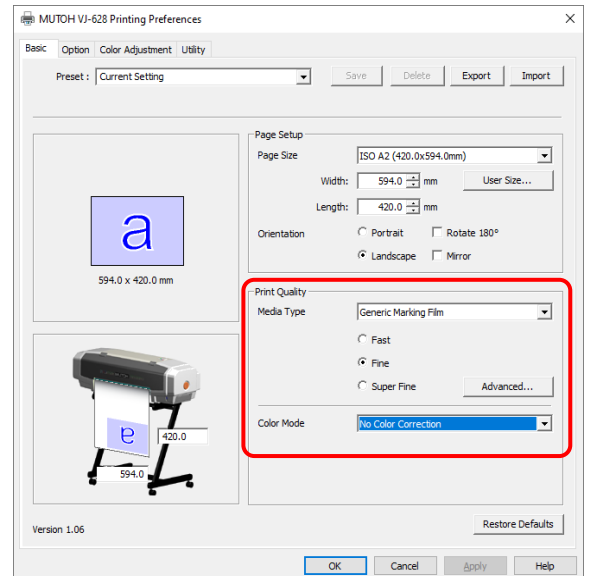 MUTOH VJ-628 Printing Preferences
Basic Option Color Adjustment Utility
Preset : Current Setting Save Delete Export Import
Page Setup
Page Size ISO A2 (420.0x594.0mm)
Width: 594.0 mm User Size...
Length: 420.0 mm
Orientation Portrait Rotate 180°
Landscape Mirror
a
594.0 x 420.0 mm
Print Quality
Media Type Generic Marking Film
Fast
Fine
Super Fine Advanced...
Color Mode No Color Correction
a
420.0
594.0
Version 1.06
Restore Defaults
OK Cancel Apply Help